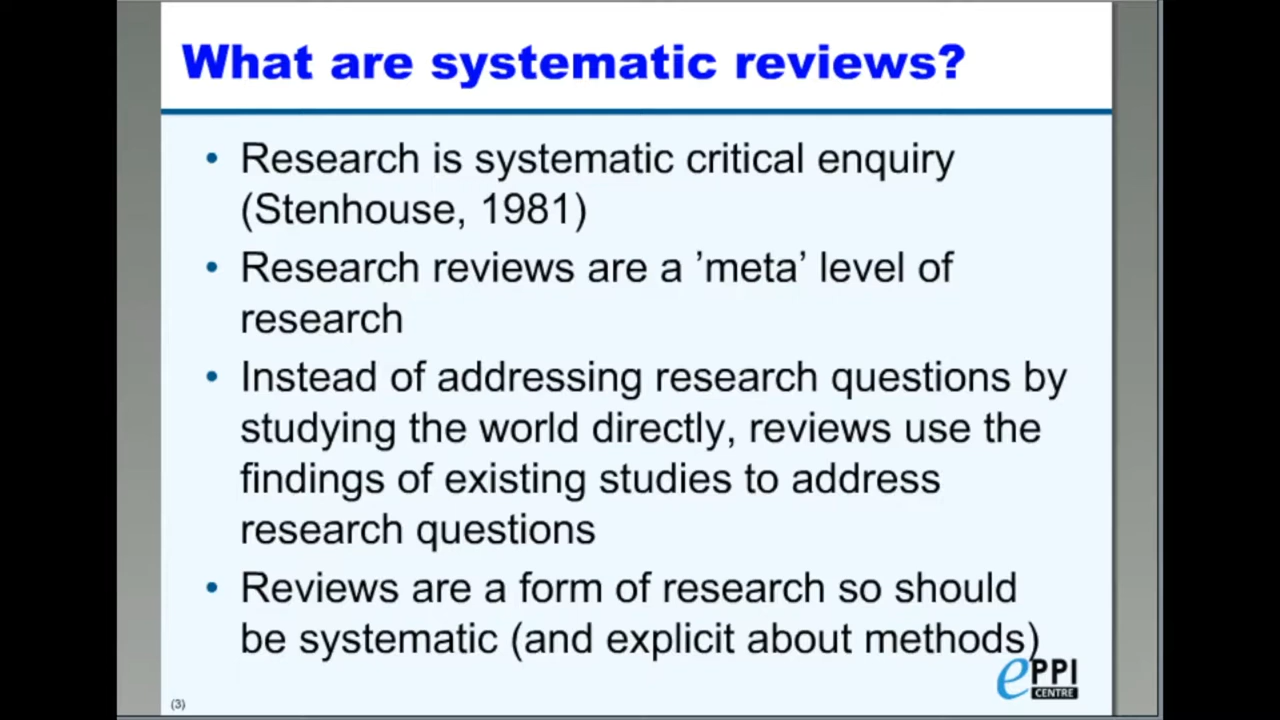 What are systematic reviews?
• Research is systematic critical enquiry
(Stenhouse, 1981)
• Research reviews are a ’meta’ level of
research
• Instead of addressing research questions by
studying the world directly, reviews use the
findings of existing studies to address
research questions
• Reviews are a form of research so should
be systematic (and explicit about methods)
ePPI
CENTRE
(3)